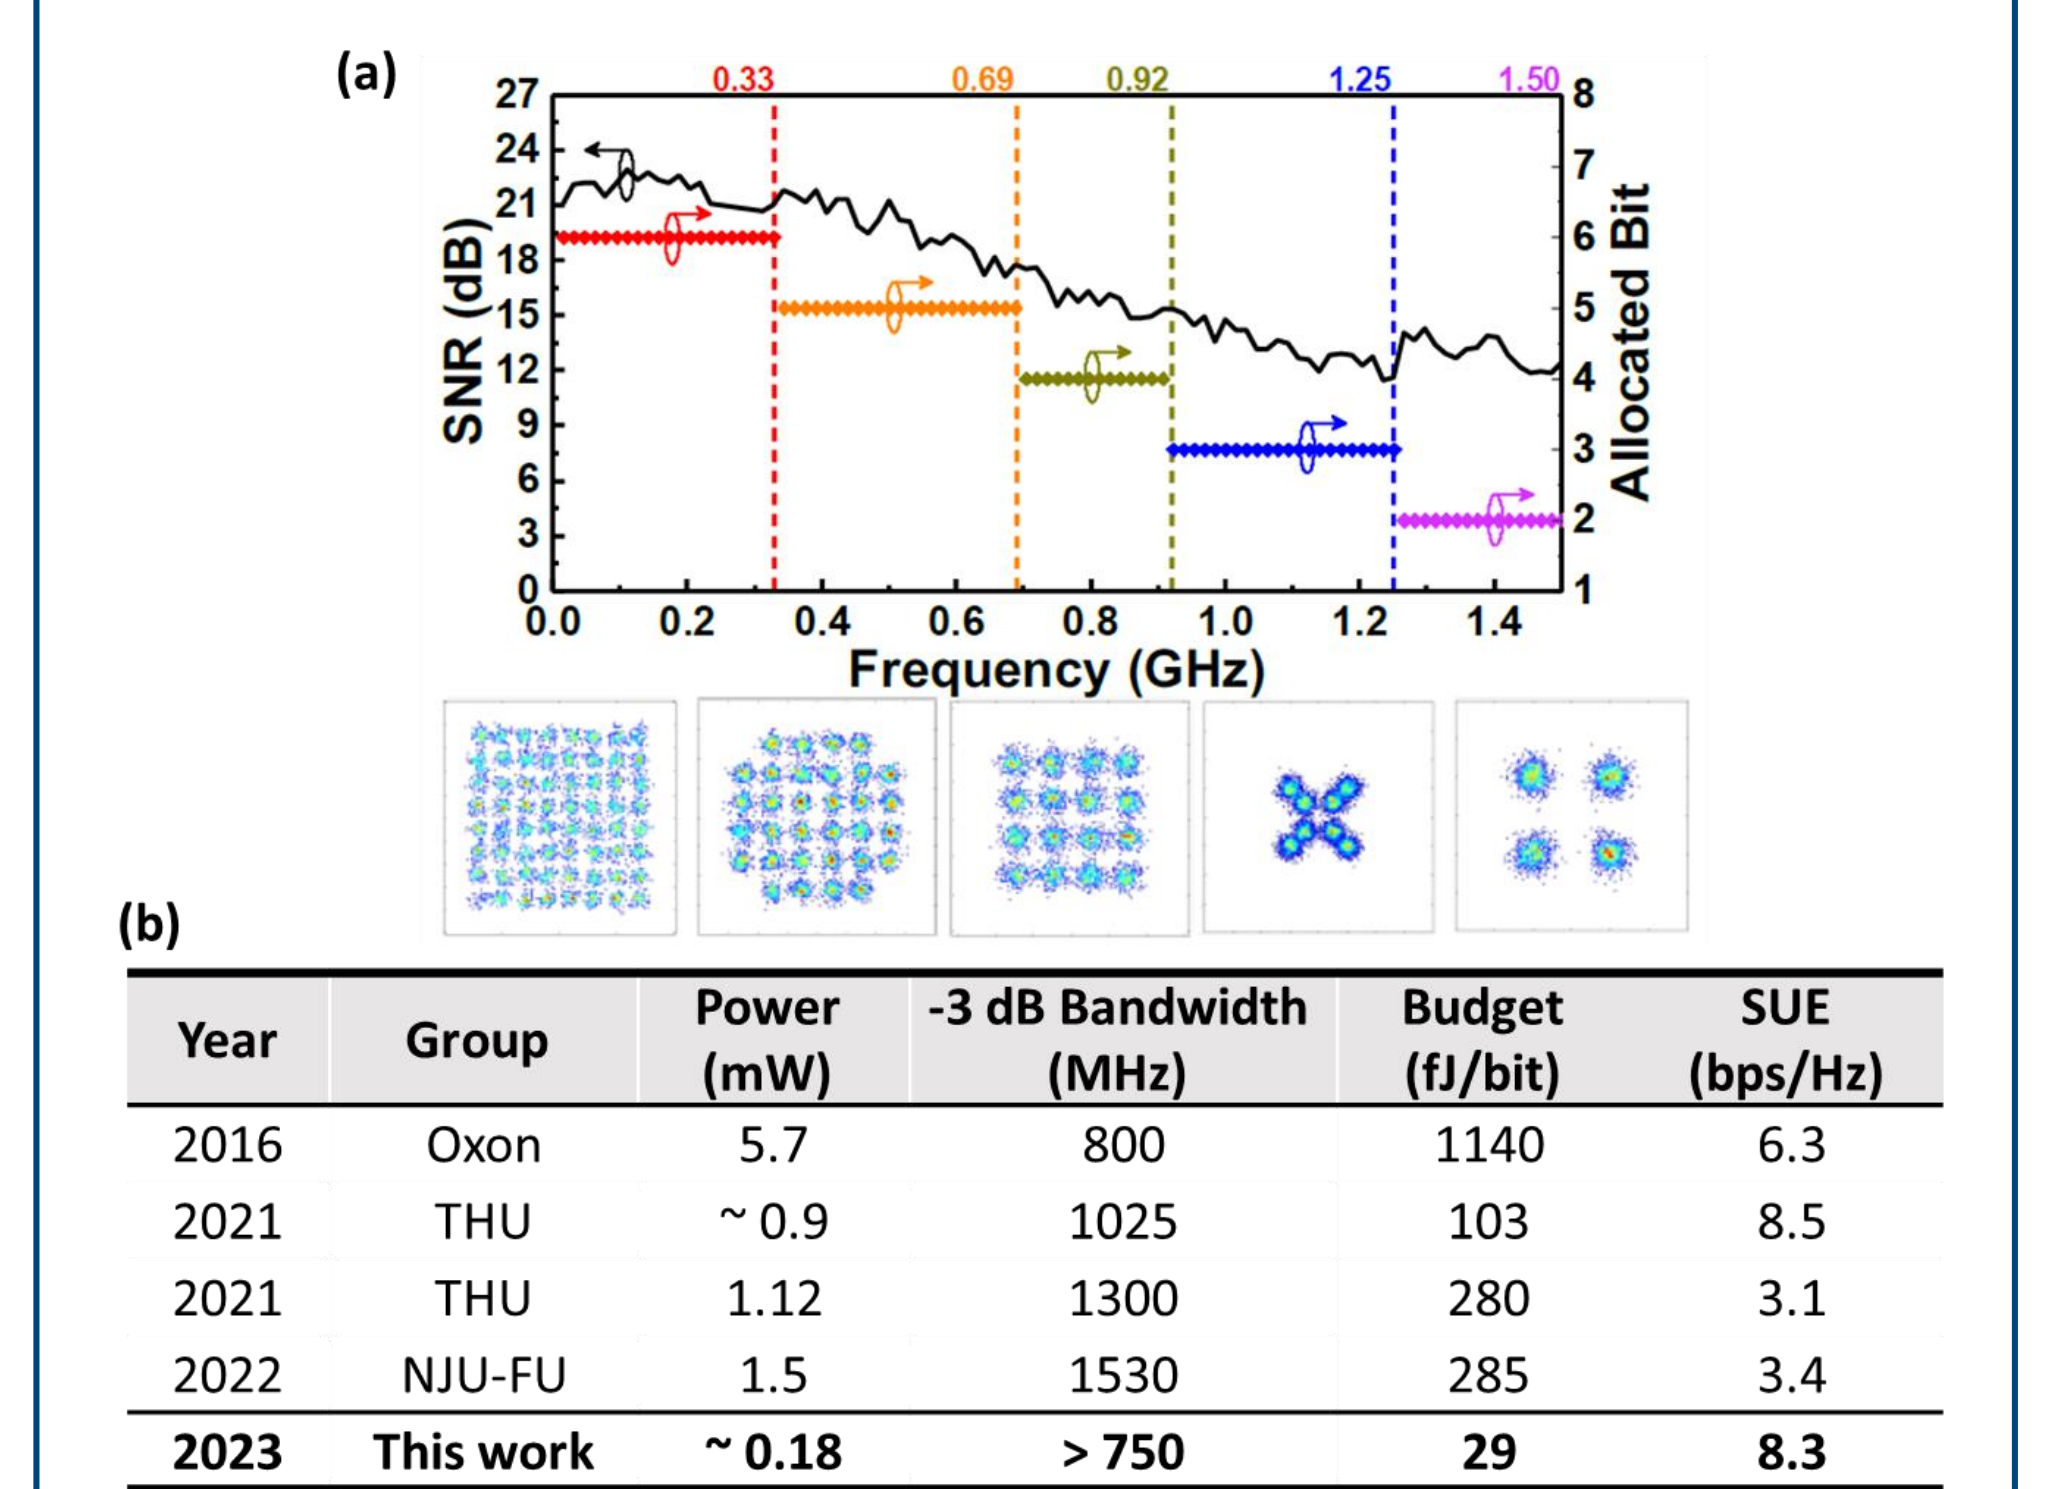 (a)
0.33 0.69 0.92 1.25 1.50
27
24
21
18
15
12
9
6
3
0
SNR (dB)
8
7
6
5
4
3
2
1
Allocated Bit
0.0 0.2 0.4 0.6 0.8 1.0 1.2 1.4
Frequency (GHz)
(b)
Year Group Power (mW) -3 dB Bandwidth (MHz) Budget (fJ/bit) SUE (bps/Hz)
2016 Oxon 5.7 800 1140 6.3
2021 THU ~ 0.9 1025 103 8.5
2021 THU 1.12 1300 280 3.1
2022 NJU-FU 1.5 1530 285 3.4
2023 This work ~ 0.18 > 750 29 8.3